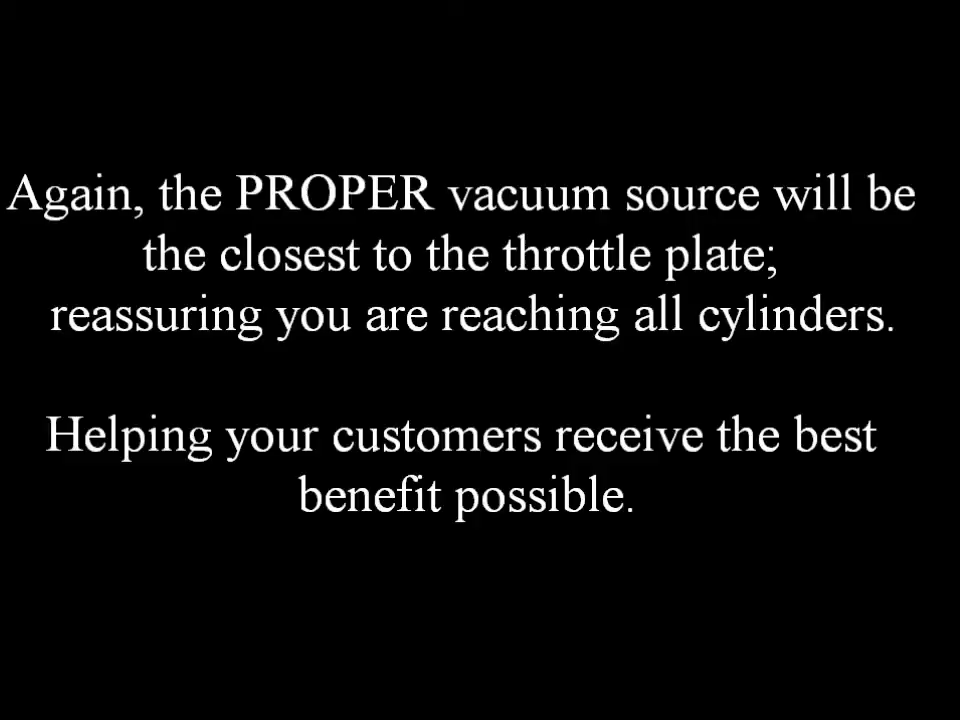 Again, the PROPER vacuum source will be
the closest to the throttle plate;
reassuring you are reaching all cylinders.
Helping your customers receive the best
benefit possible.